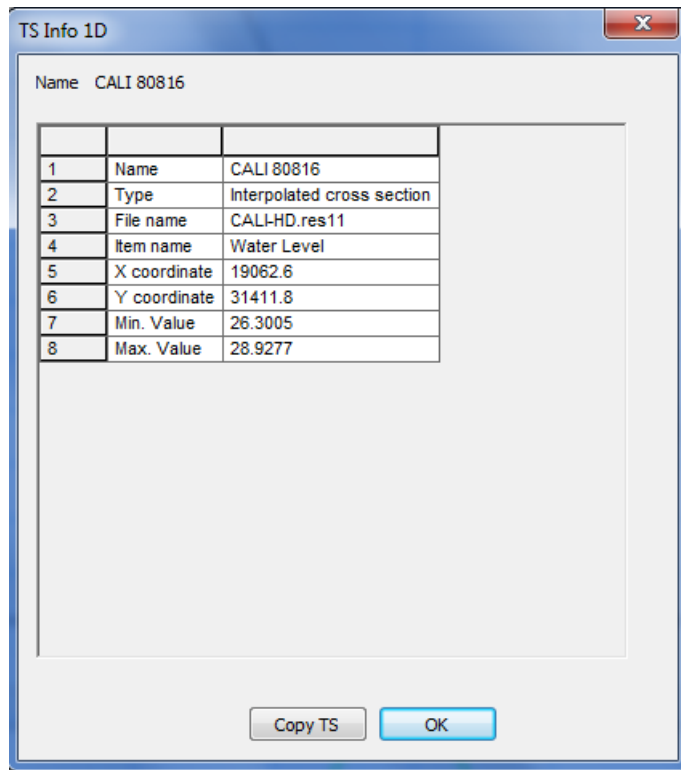 TS Info 1D
x
Name CALI 80816
1 Name CALI 80816
2 Type Interpolated cross section
3 File name CALI-HD.res11
4 Item name Water Level
5 X coordinate 19062.6
6 Y coordinate 31411.8
7 Min. Value 26.3005
8 Max. Value 28.9277
Copy TS OK